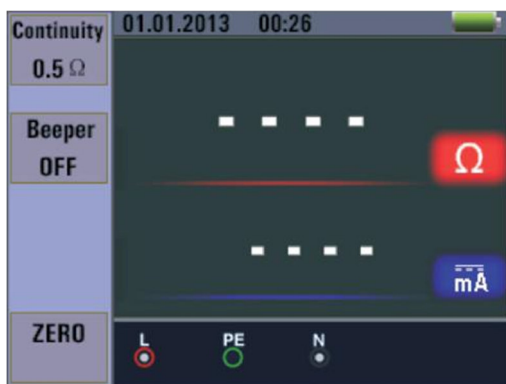 Continuity
0.5 Ω
Beeper
OFF
ZERO
01.01.2013 00:26
- - - -
Ω
- - - -
mA
L PE N